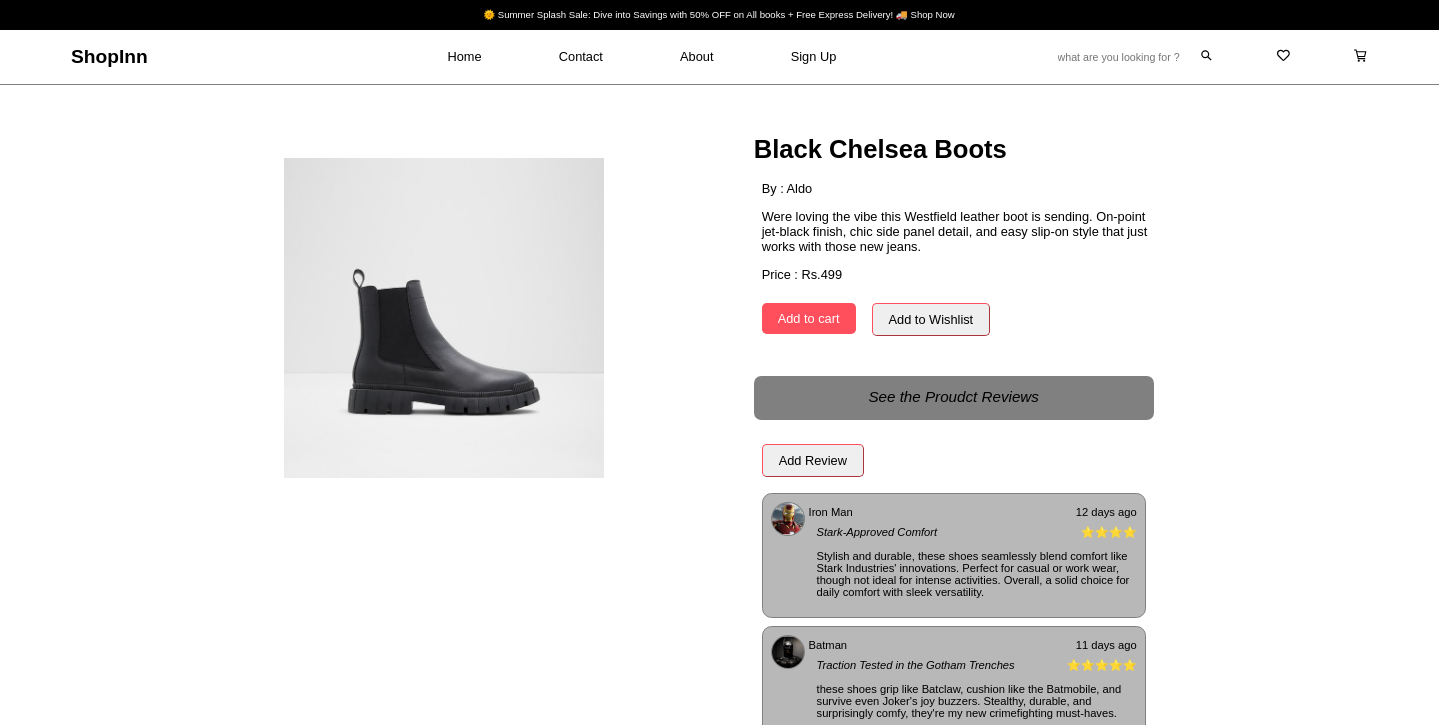 🌞 Summer Splash Sale: Dive into Savings with 50% OFF on All books + Free Express Delivery! 🚚 Shop Now
ShopInn Home Contact About Sign Up what are you looking for ?
Black Chelsea Boots
By : Aldo
Were loving the vibe this Westfield leather boot is sending. On-point
jet-black finish, chic side panel detail, and easy slip-on style that just
works with those new jeans.
Price : Rs.499
Add to cart Add to Wishlist
See the Proudct Reviews
Add Review
Iron Man 12 days ago
Stark-Approved Comfort ⭐⭐⭐⭐
Stylish and durable, these shoes seamlessly blend comfort like
Stark Industries' innovations. Perfect for casual or work wear,
though not ideal for intense activities. Overall, a solid choice for
daily comfort with sleek versatility.
Batman 11 days ago
Traction Tested in the Gotham Trenches ⭐⭐⭐⭐⭐
these shoes grip like Batclaw, cushion like the Batmobile, and
survive even Joker's joy buzzers. Stealthy, durable, and
surprisingly comfy, they're my new crimefighting must-haves.